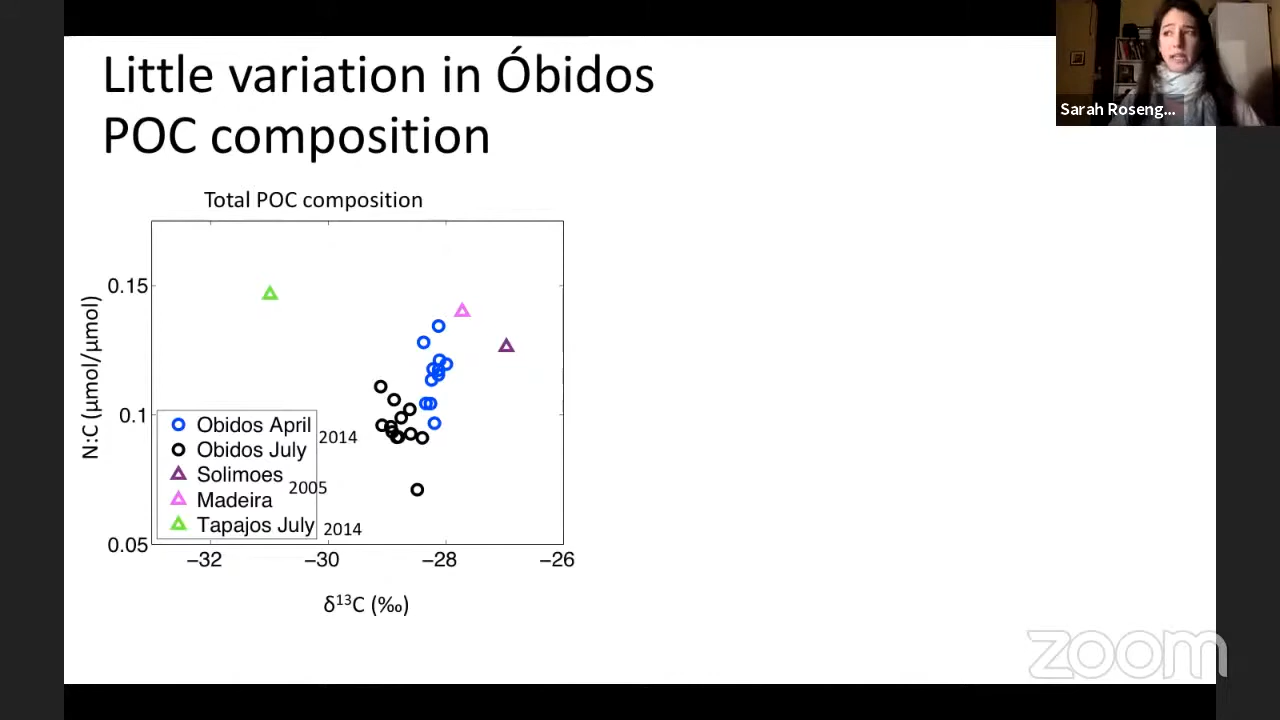 Little variation in Óbidos
POC composition
Sarah Roseng...
Total POC composition
N:C (µmol/µmol)
0.15
0.1
0.05
Obidos April
Obidos July
2014
Solimoes
Madeira
2005
Tapajos July
2014
−32
−30
−28
−26
δ¹³C (‰)
zoom